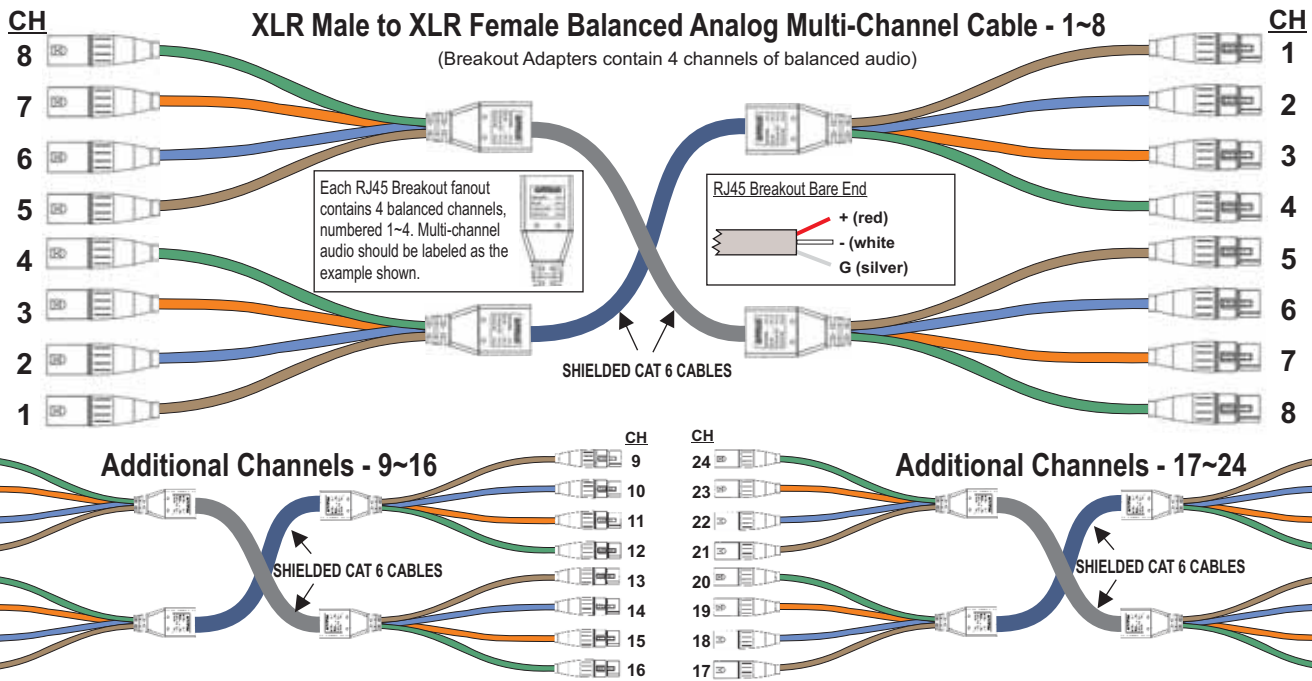 XLR Male to XLR Female Balanced Analog Multi-Channel Cable - 1~8
(Breakout Adapters contain 4 channels of balanced audio)
CH
8
7
6
5
4
3
2
1
CH
1
2
3
4
5
6
7
8
Each RJ45 Breakout fanout
contains 4 balanced channels,
numbered 1~4. Multi-channel
audio should be labeled as the
example shown.
RJ45 Breakout Bare End
+ (red)
- (white
G (silver)
SHIELDED CAT 6 CABLES
Additional Channels - 9~16
CH
9
10
11
12
13
14
15
16
SHIELDED CAT 6 CABLES
CH
24
23
22
21
20
19
18
17
Additional Channels - 17~24
SHIELDED CAT 6 CABLES